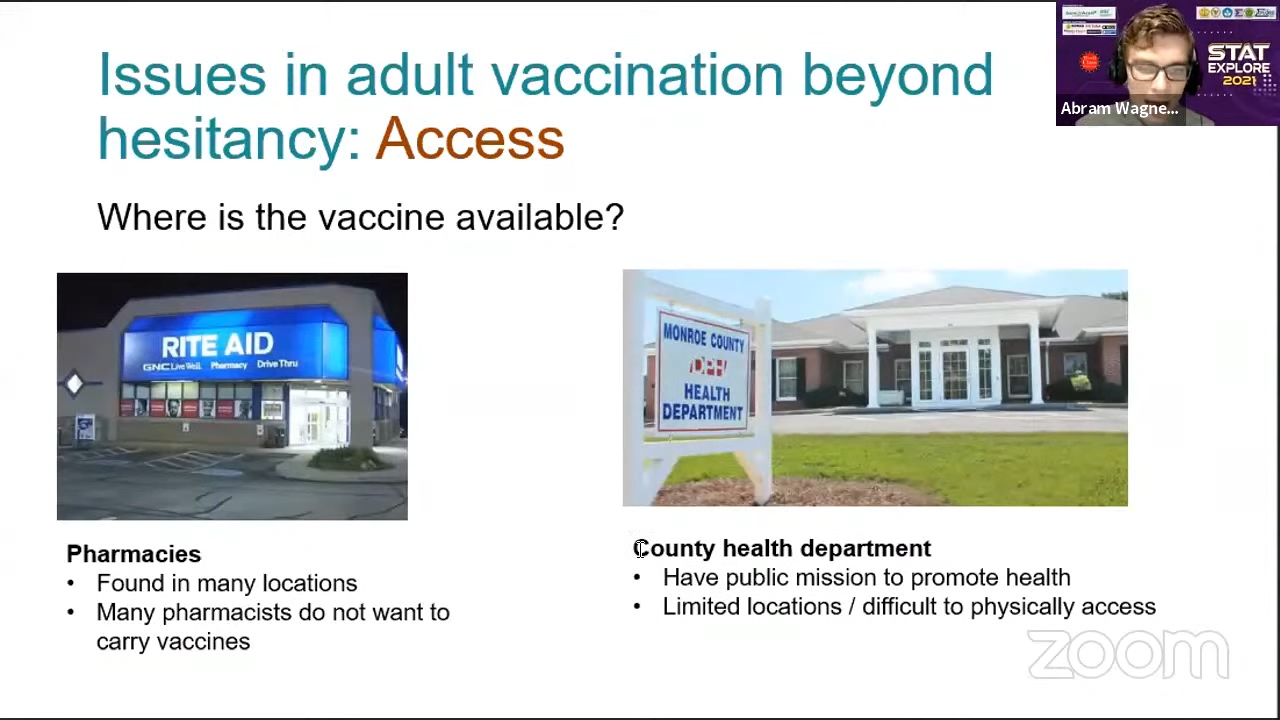 Issues in adult vaccination beyond
hesitancy: Access
Where is the vaccine available?
STAT
EXPLORE
2021
Abram Wagne...
RITE AID
GNC Live Well. Pharmacy Drive Thru
MONROE COUNTY
HEALTH
DEPARTMENT
Pharmacies
• Found in many locations
• Many pharmacists do not want to
carry vaccines
County health department
• Have public mission to promote health
• Limited locations / difficult to physically access
zoom